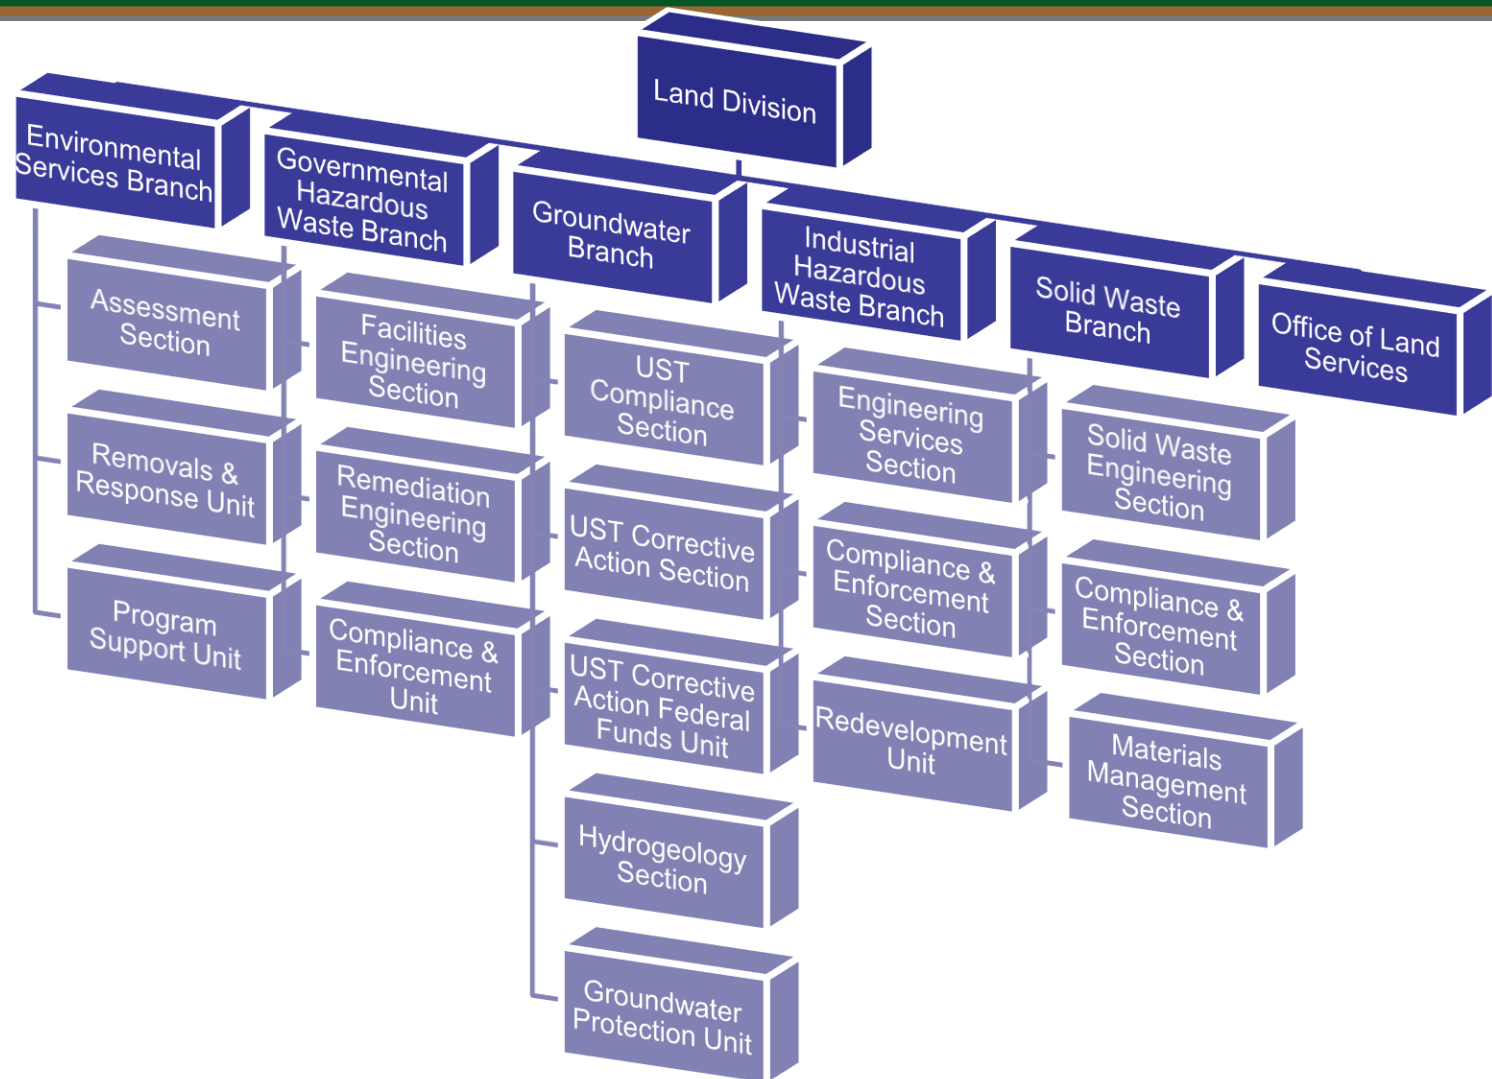 Land Division
Environmental
Services Branch
Governmental
Hazardous
Waste Branch
Groundwater
Branch
Industrial
Hazardous
Waste Branch
Solid Waste
Branch
Office of Land
Services
Assessment
Section
Removals &
Response Unit
Program
Support Unit
Facilities
Engineering
Section
Remediation
Engineering
Section
Compliance &
Enforcement
Unit
UST
Compliance
Section
UST Corrective
Action Section
UST Corrective
Action Federal
Funds Unit
Hydrogeology
Section
Groundwater
Protection Unit
Engineering
Services
Section
Compliance &
Enforcement
Section
Redevelopment
Unit
Solid Waste
Engineering
Section
Compliance &
Enforcement
Section
Materials
Management
Section